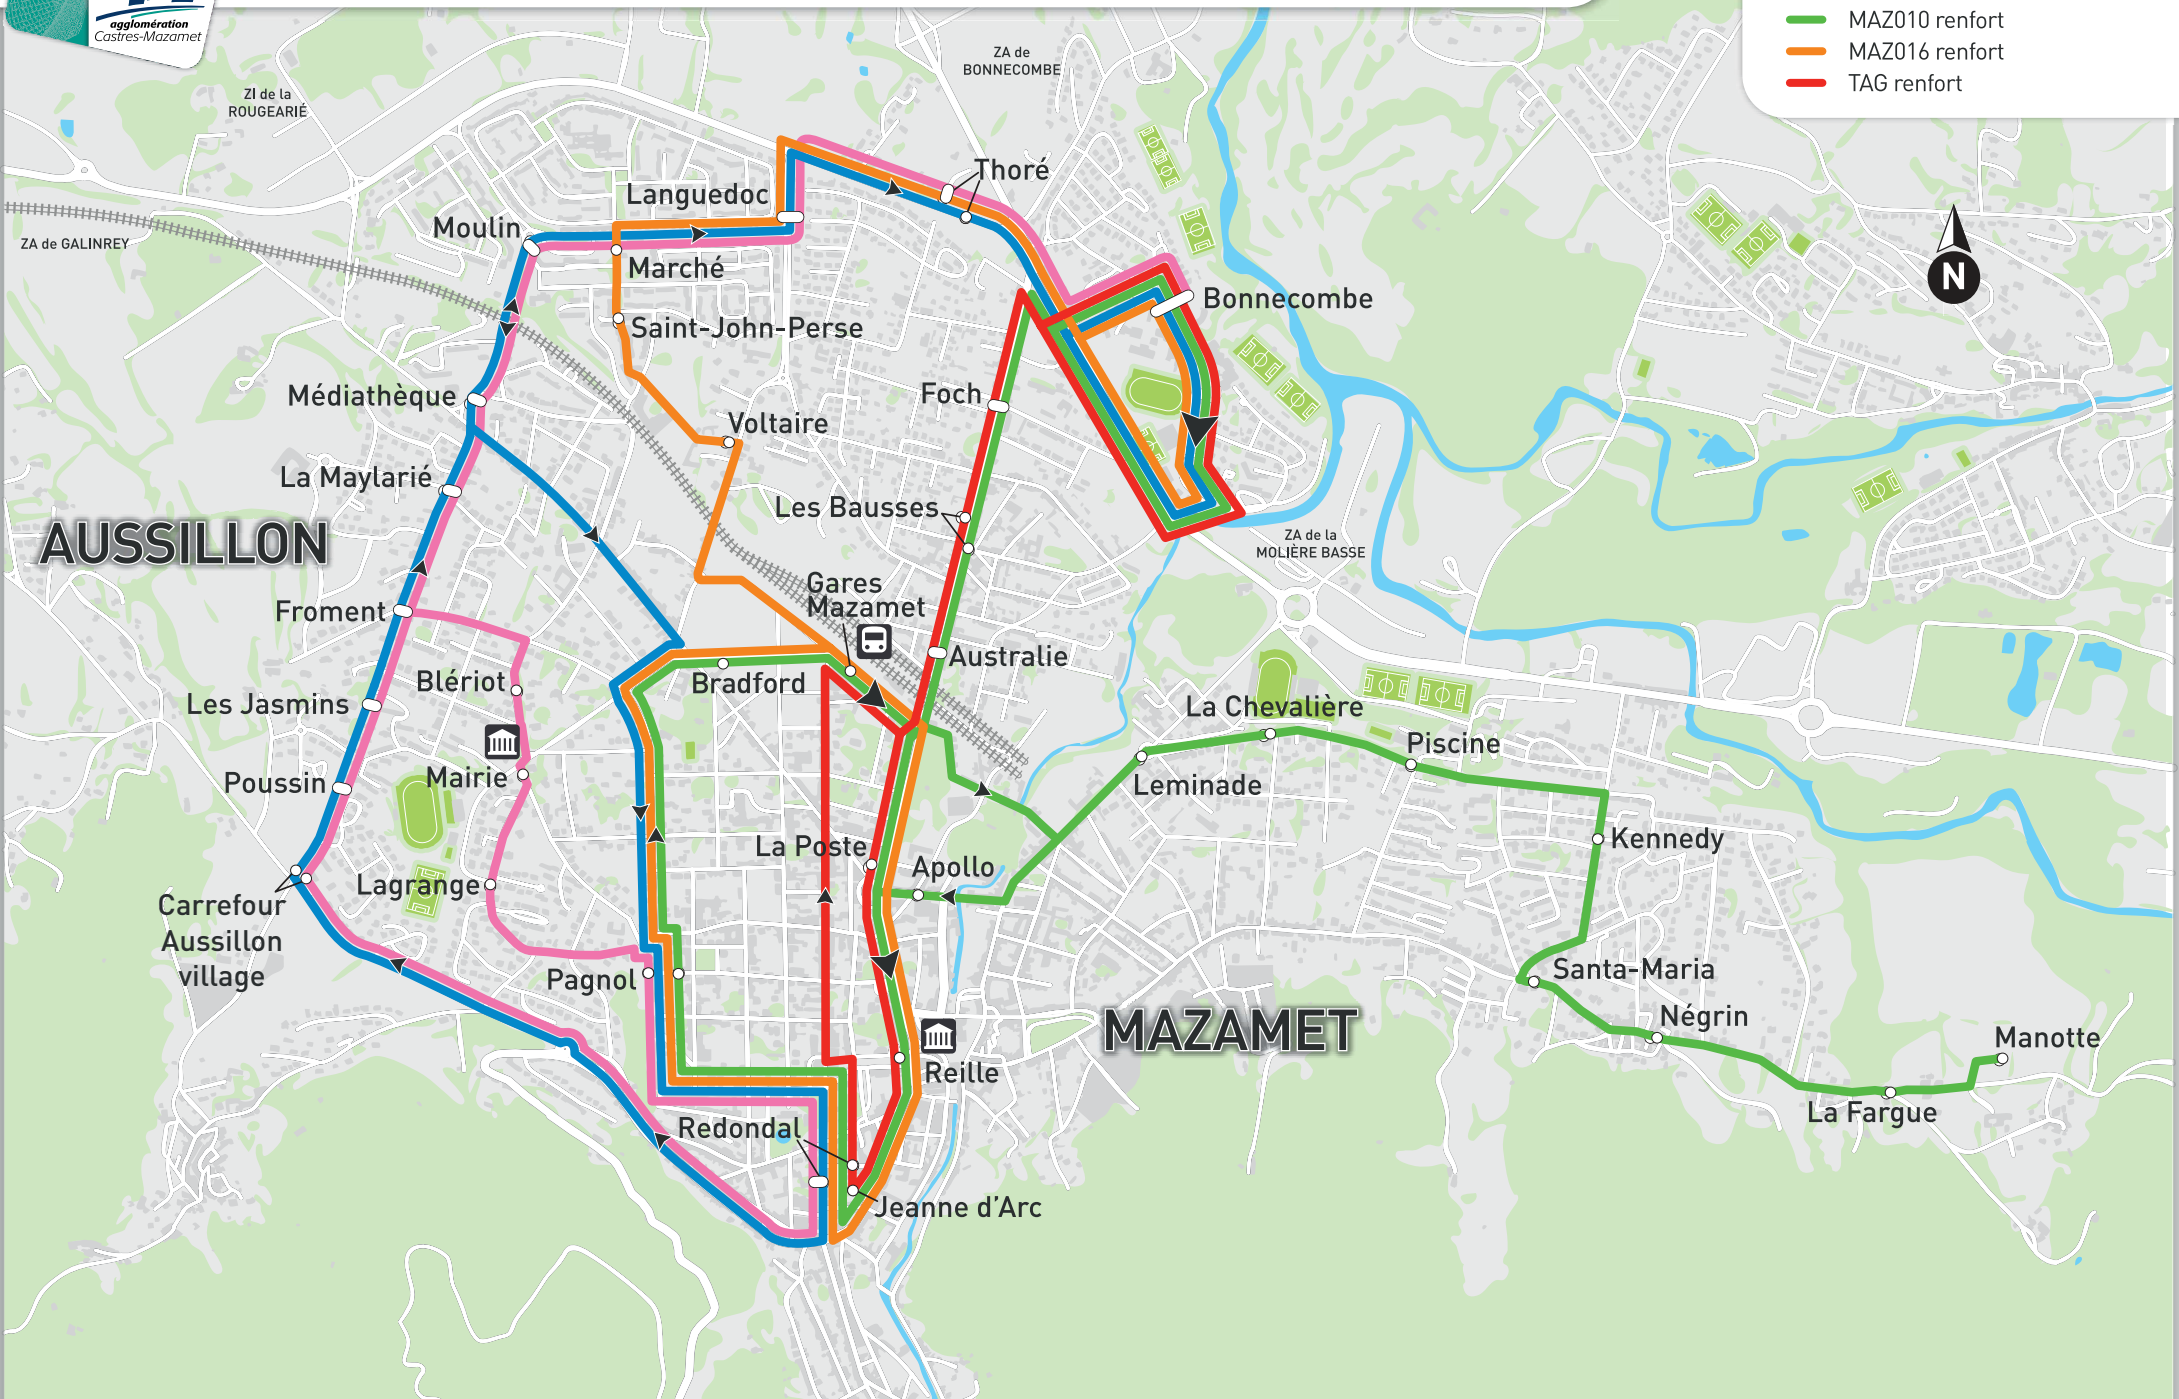 agglomération
Castres-Mazamet
MAZ010 renfort
MAZ016 renfort
TAG renfort
ZA de
BONNECOMBE
ZI de la
ROUGEARIÉ
Thoré
Languedoc
Moulin
ZA de GALINREY
Marché
N
Bonnecombe
Saint-John-Perse
Médiathèque
Foch
Voltaire
La Maylarié
Les Bausses
AUSSILLON
ZA de la
MOLIÈRE BASSE
Gares
Mazamet
Froment
Australie
Blériot
Bradford
Les Jasmins
La Chevalière
Piscine
Mairie
Poussin
Leminade
Kennedy
La Poste
Apollo
Lagrange
Carrefour
Aussillon
village
Pagnol
Santa-Maria
Négrin
MAZAMET
Manotte
Reille
La Fargue
Redondal
Jeanne d'Arc